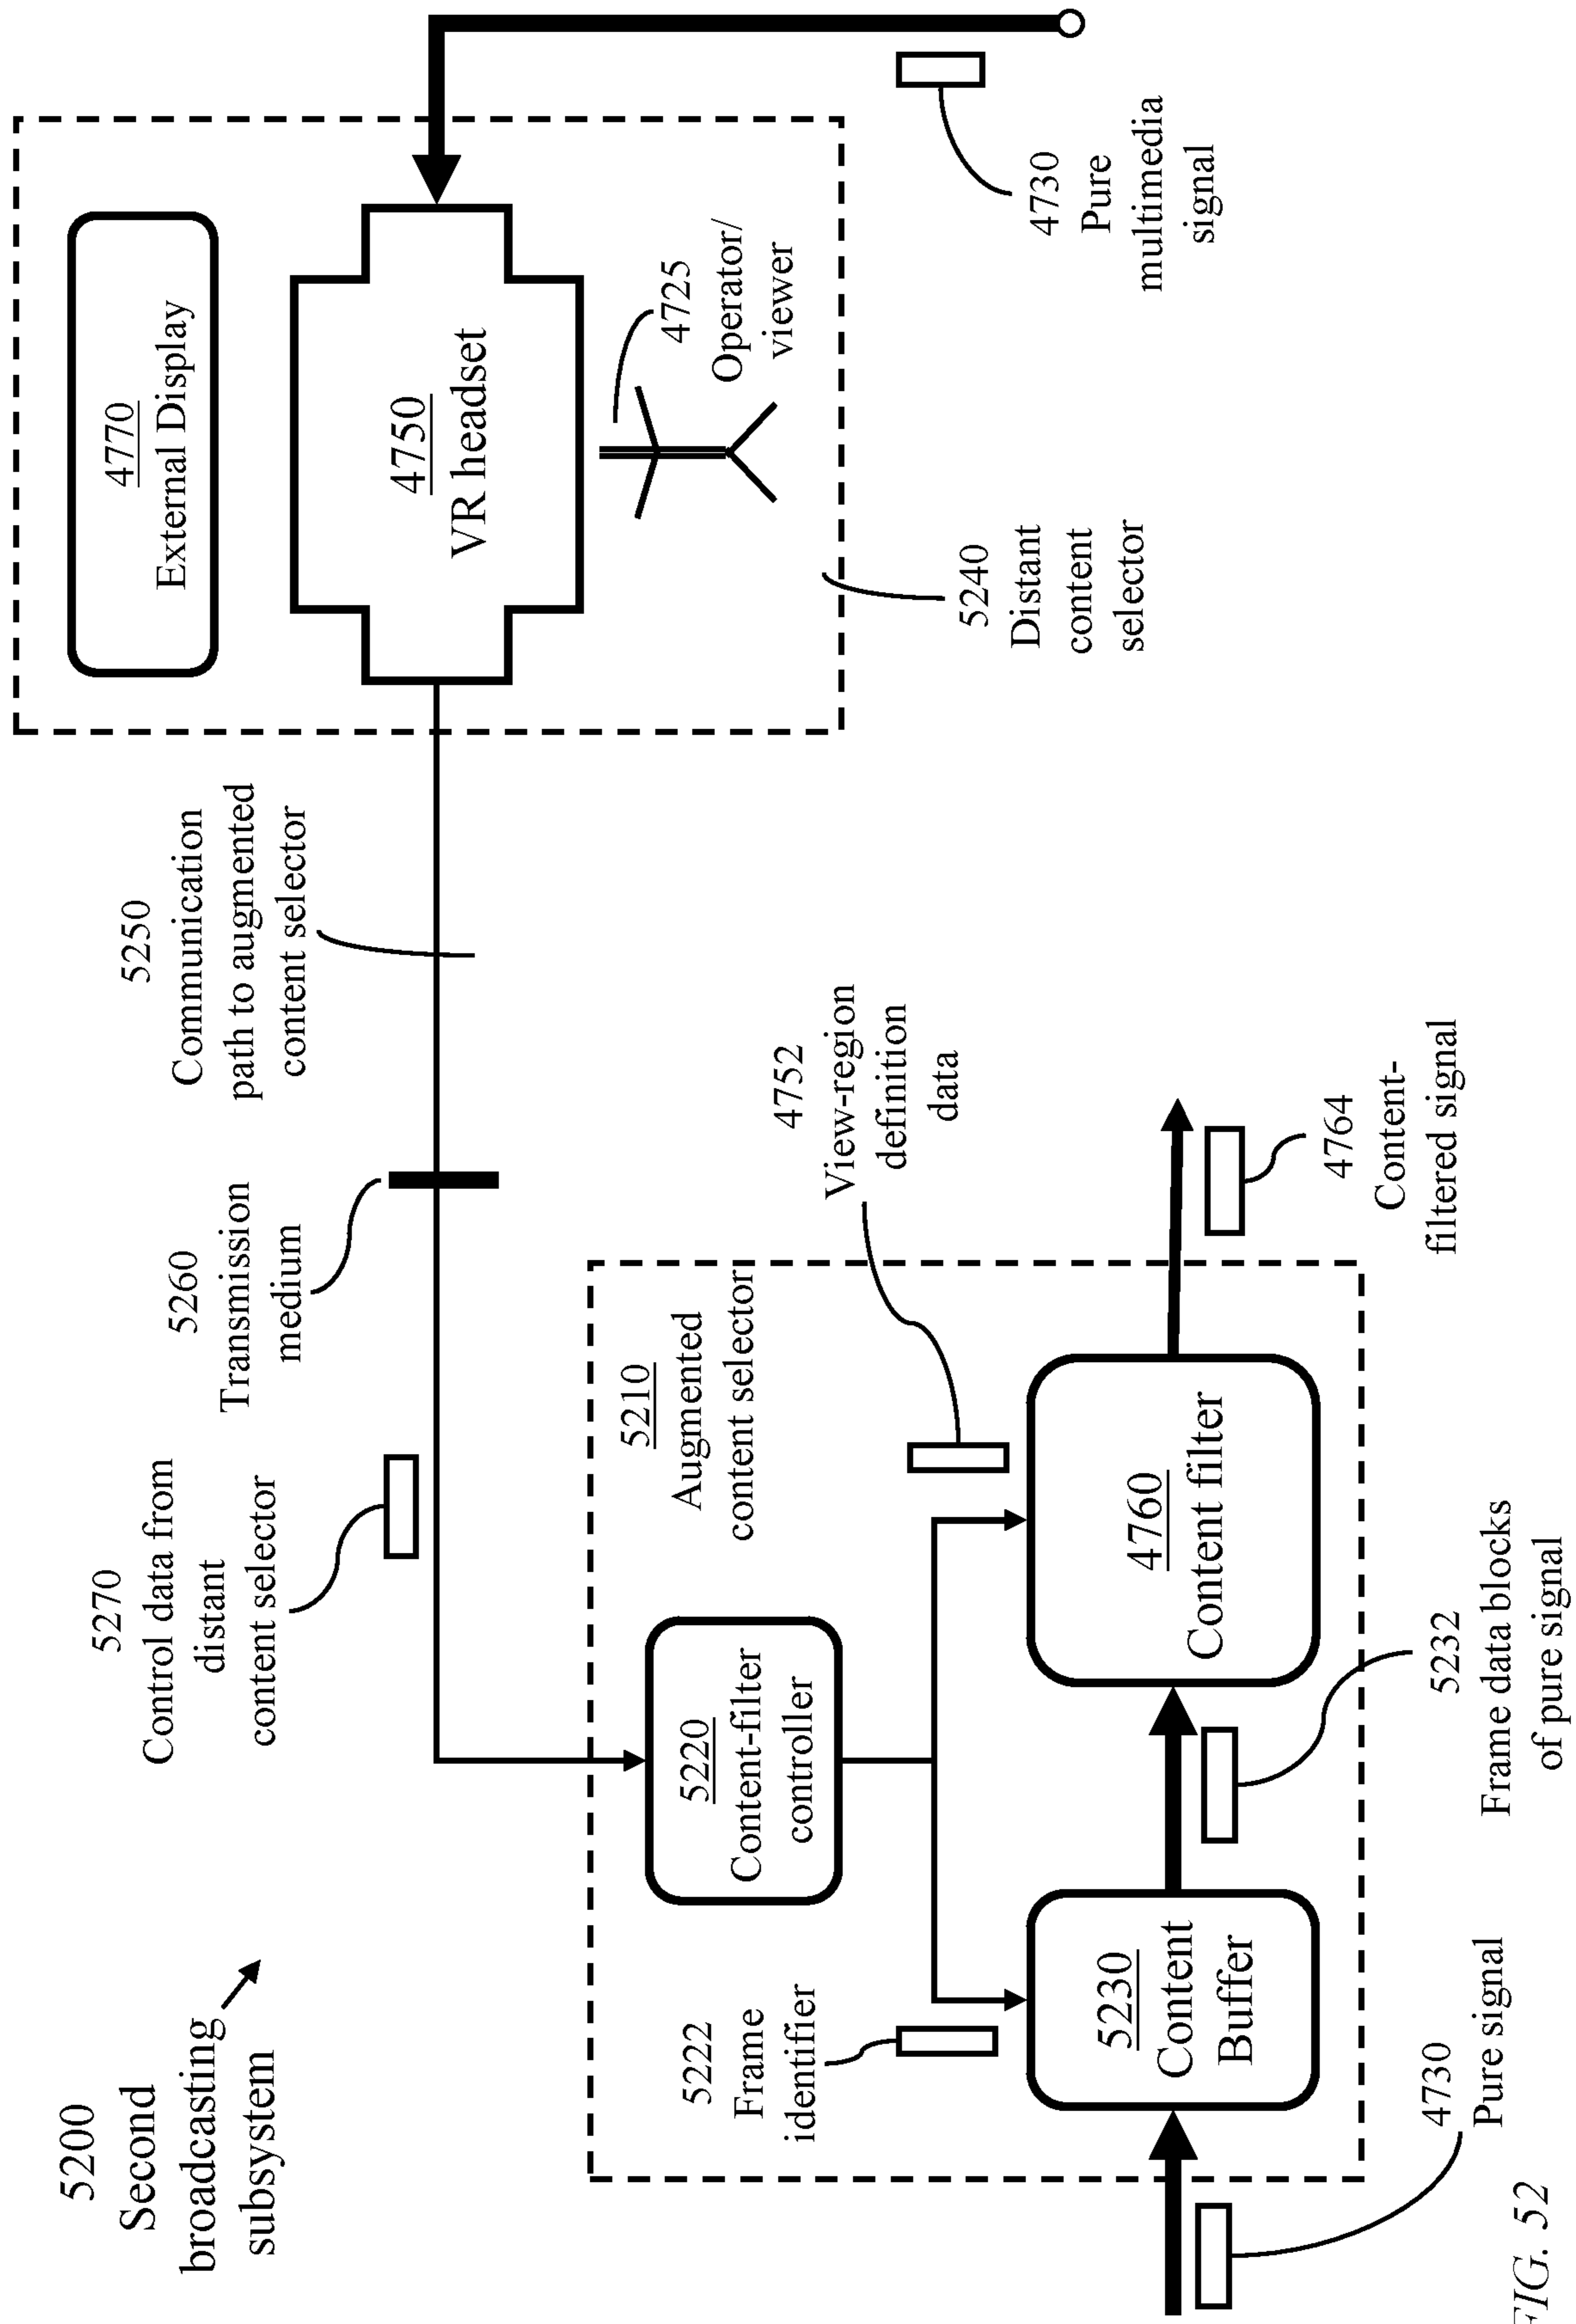 5200
Second
broadcasting
subsystem
5270
Control data from
distant
content selector
5260
Transmission
medium
5250
Communication
path to augmented
content selector
4770
External Display
4750
VR headset
4725
Operator/
viewer
5240
Distant
content
selector
4730
Pure
multimedia
signal
5210
Augmented
content selector
5220
Content-filter
controller
5222
Frame
identifier
4752
View-region
definition
data
5230
Content
Buffer
4760
Content filter
4730
Pure signal
5232
Frame data blocks
of pure signal
4764
Content-
filtered signal
FIG. 52